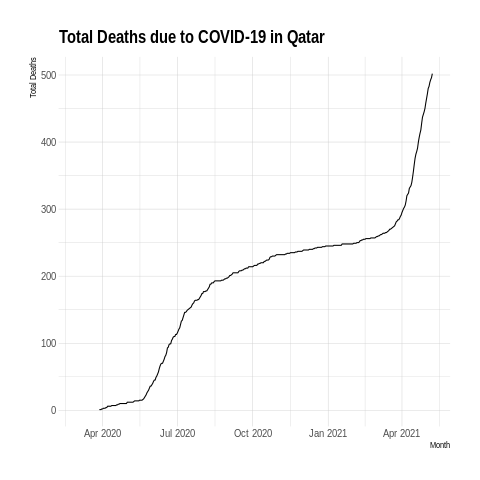 Total Deaths due to COVID-19 in Qatar
Total Deaths
500
400
300
200
100
0
Apr 2020 Jul 2020 Oct 2020 Jan 2021 Apr 2021
Month